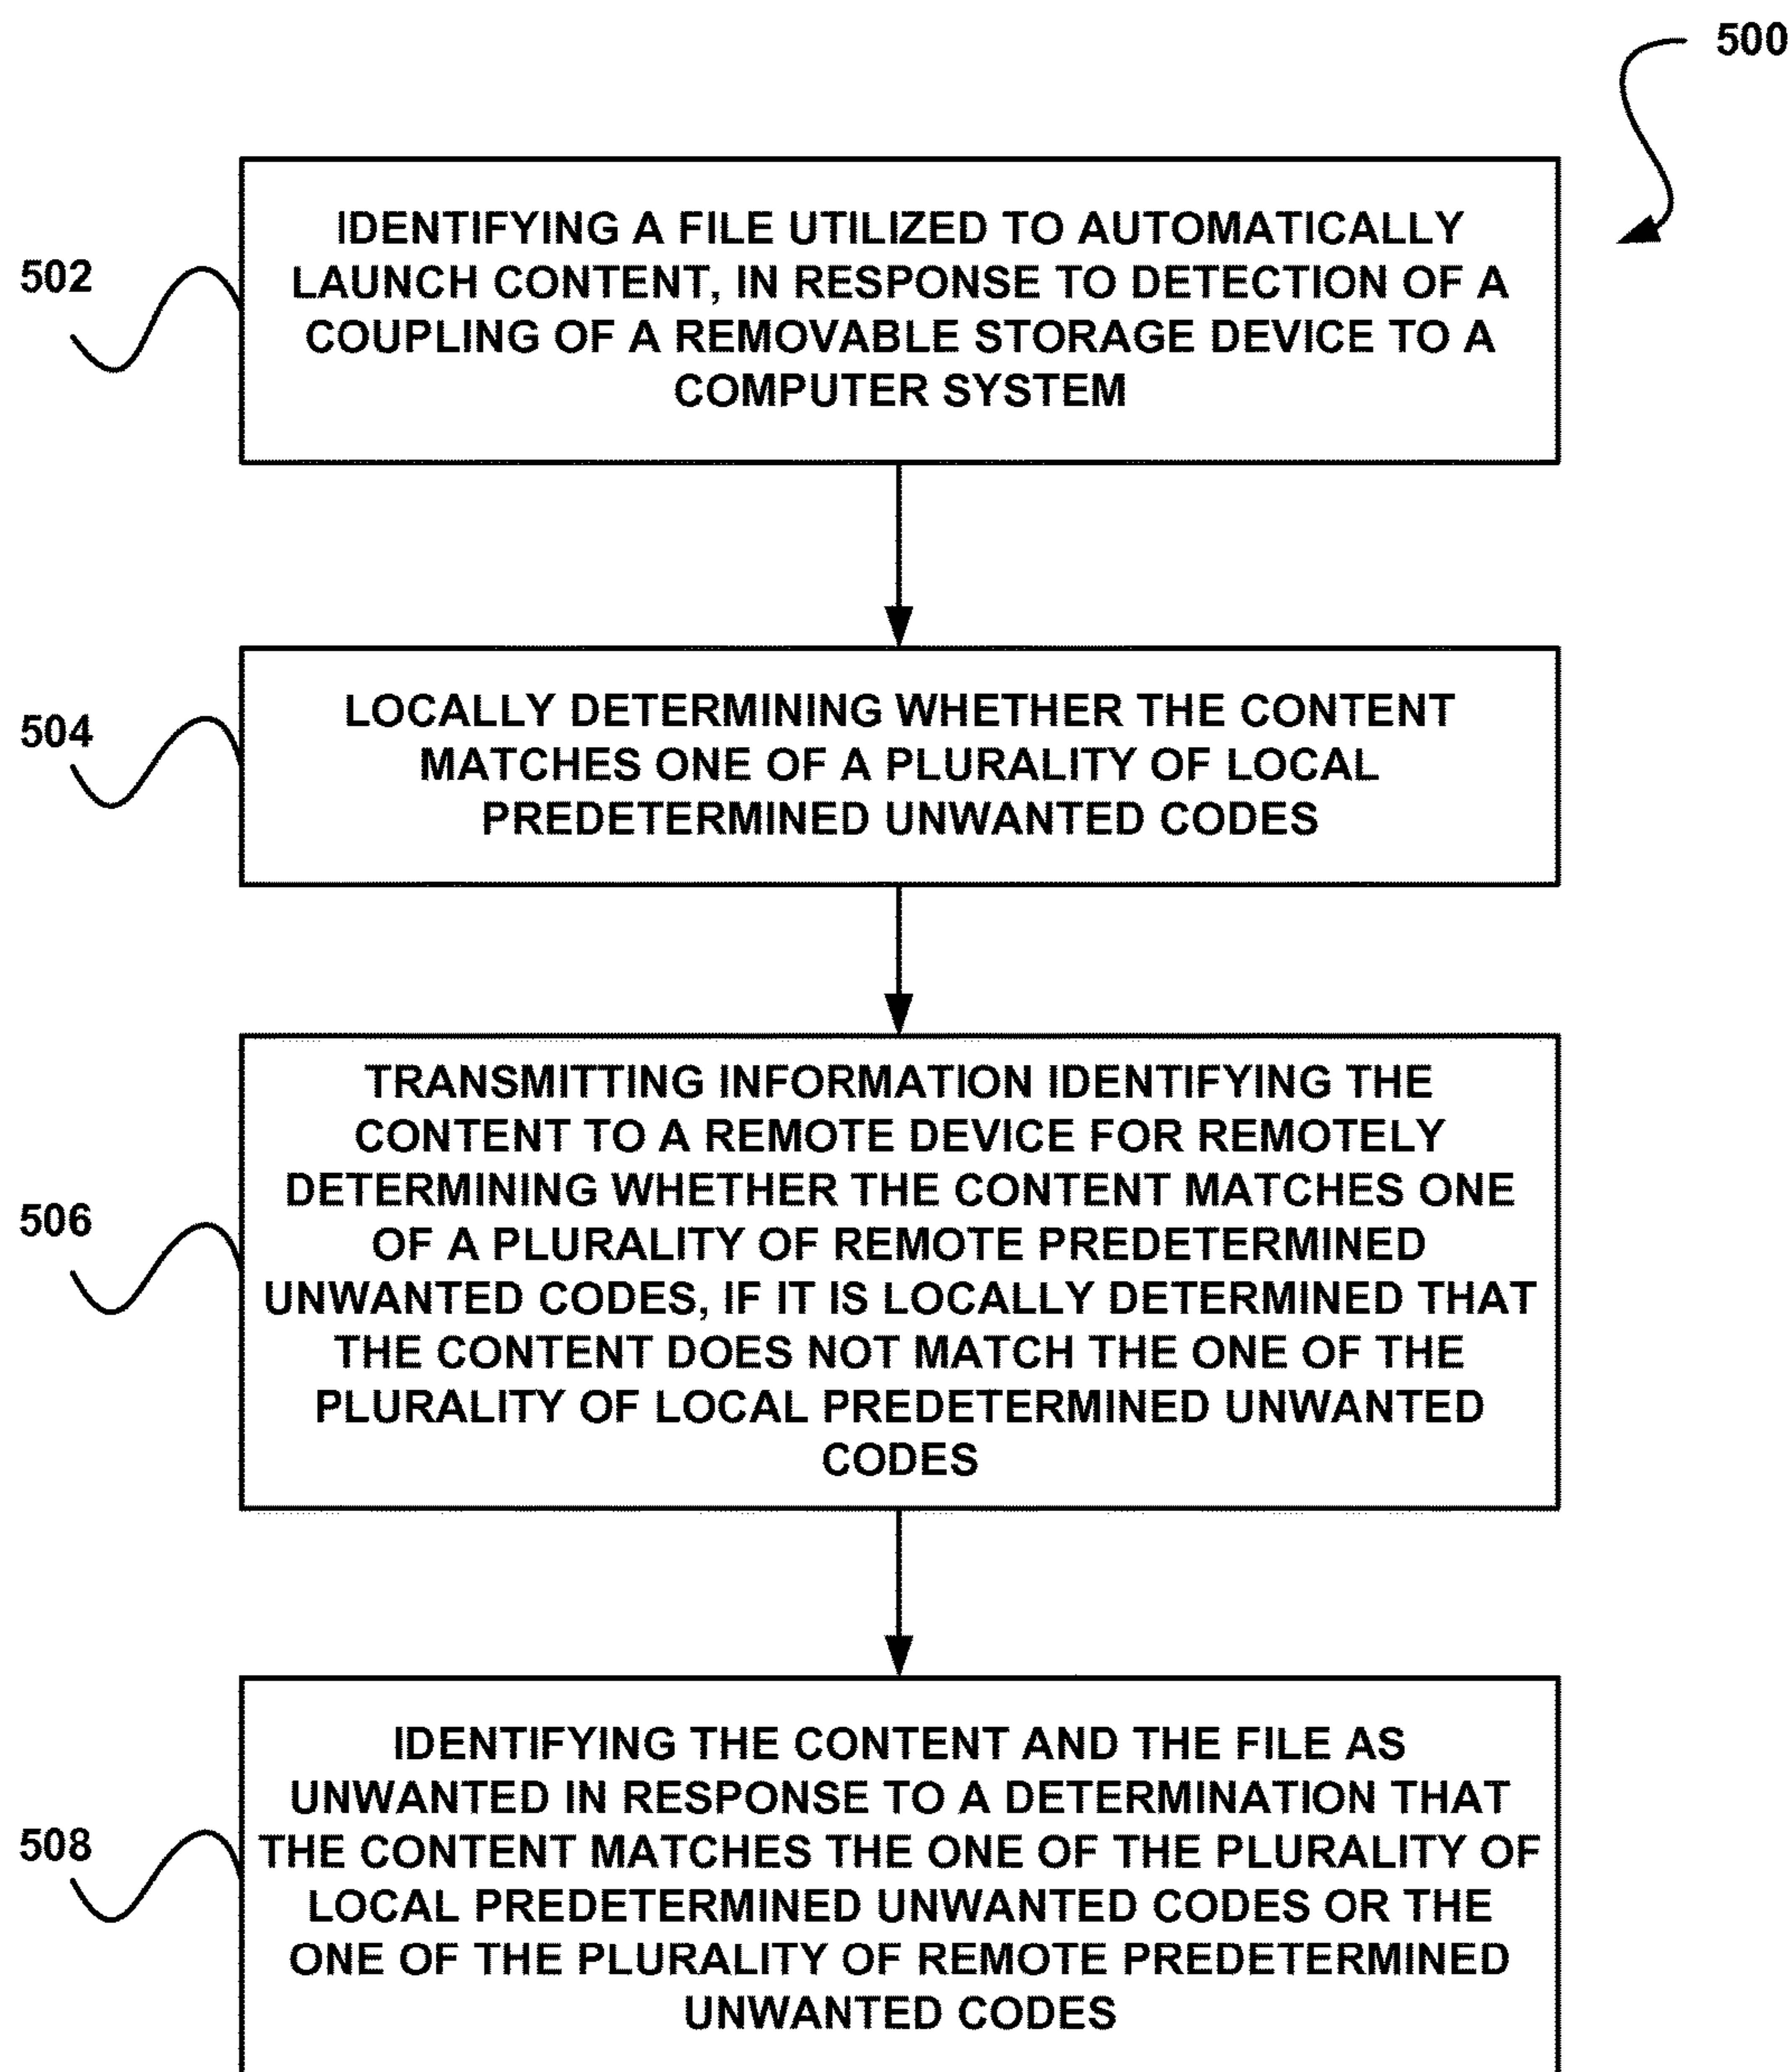 500
502
IDENTIFYING A FILE UTILIZED TO AUTOMATICALLY
LAUNCH CONTENT, IN RESPONSE TO DETECTION OF A
COUPLING OF A REMOVABLE STORAGE DEVICE TO A
COMPUTER SYSTEM
504
LOCALLY DETERMINING WHETHER THE CONTENT
MATCHES ONE OF A PLURALITY OF LOCAL
PREDETERMINED UNWANTED CODES
506
TRANSMITTING INFORMATION IDENTIFYING THE
CONTENT TO A REMOTE DEVICE FOR REMOTELY
DETERMINING WHETHER THE CONTENT MATCHES ONE
OF A PLURALITY OF REMOTE PREDETERMINED
UNWANTED CODES, IF IT IS LOCALLY DETERMINED THAT
THE CONTENT DOES NOT MATCH THE ONE OF THE
PLURALITY OF LOCAL PREDETERMINED UNWANTED
CODES
508
IDENTIFYING THE CONTENT AND THE FILE AS
UNWANTED IN RESPONSE TO A DETERMINATION THAT
THE CONTENT MATCHES THE ONE OF THE PLURALITY OF
LOCAL PREDETERMINED UNWANTED CODES OR THE
ONE OF THE PLURALITY OF REMOTE PREDETERMINED
UNWANTED CODES